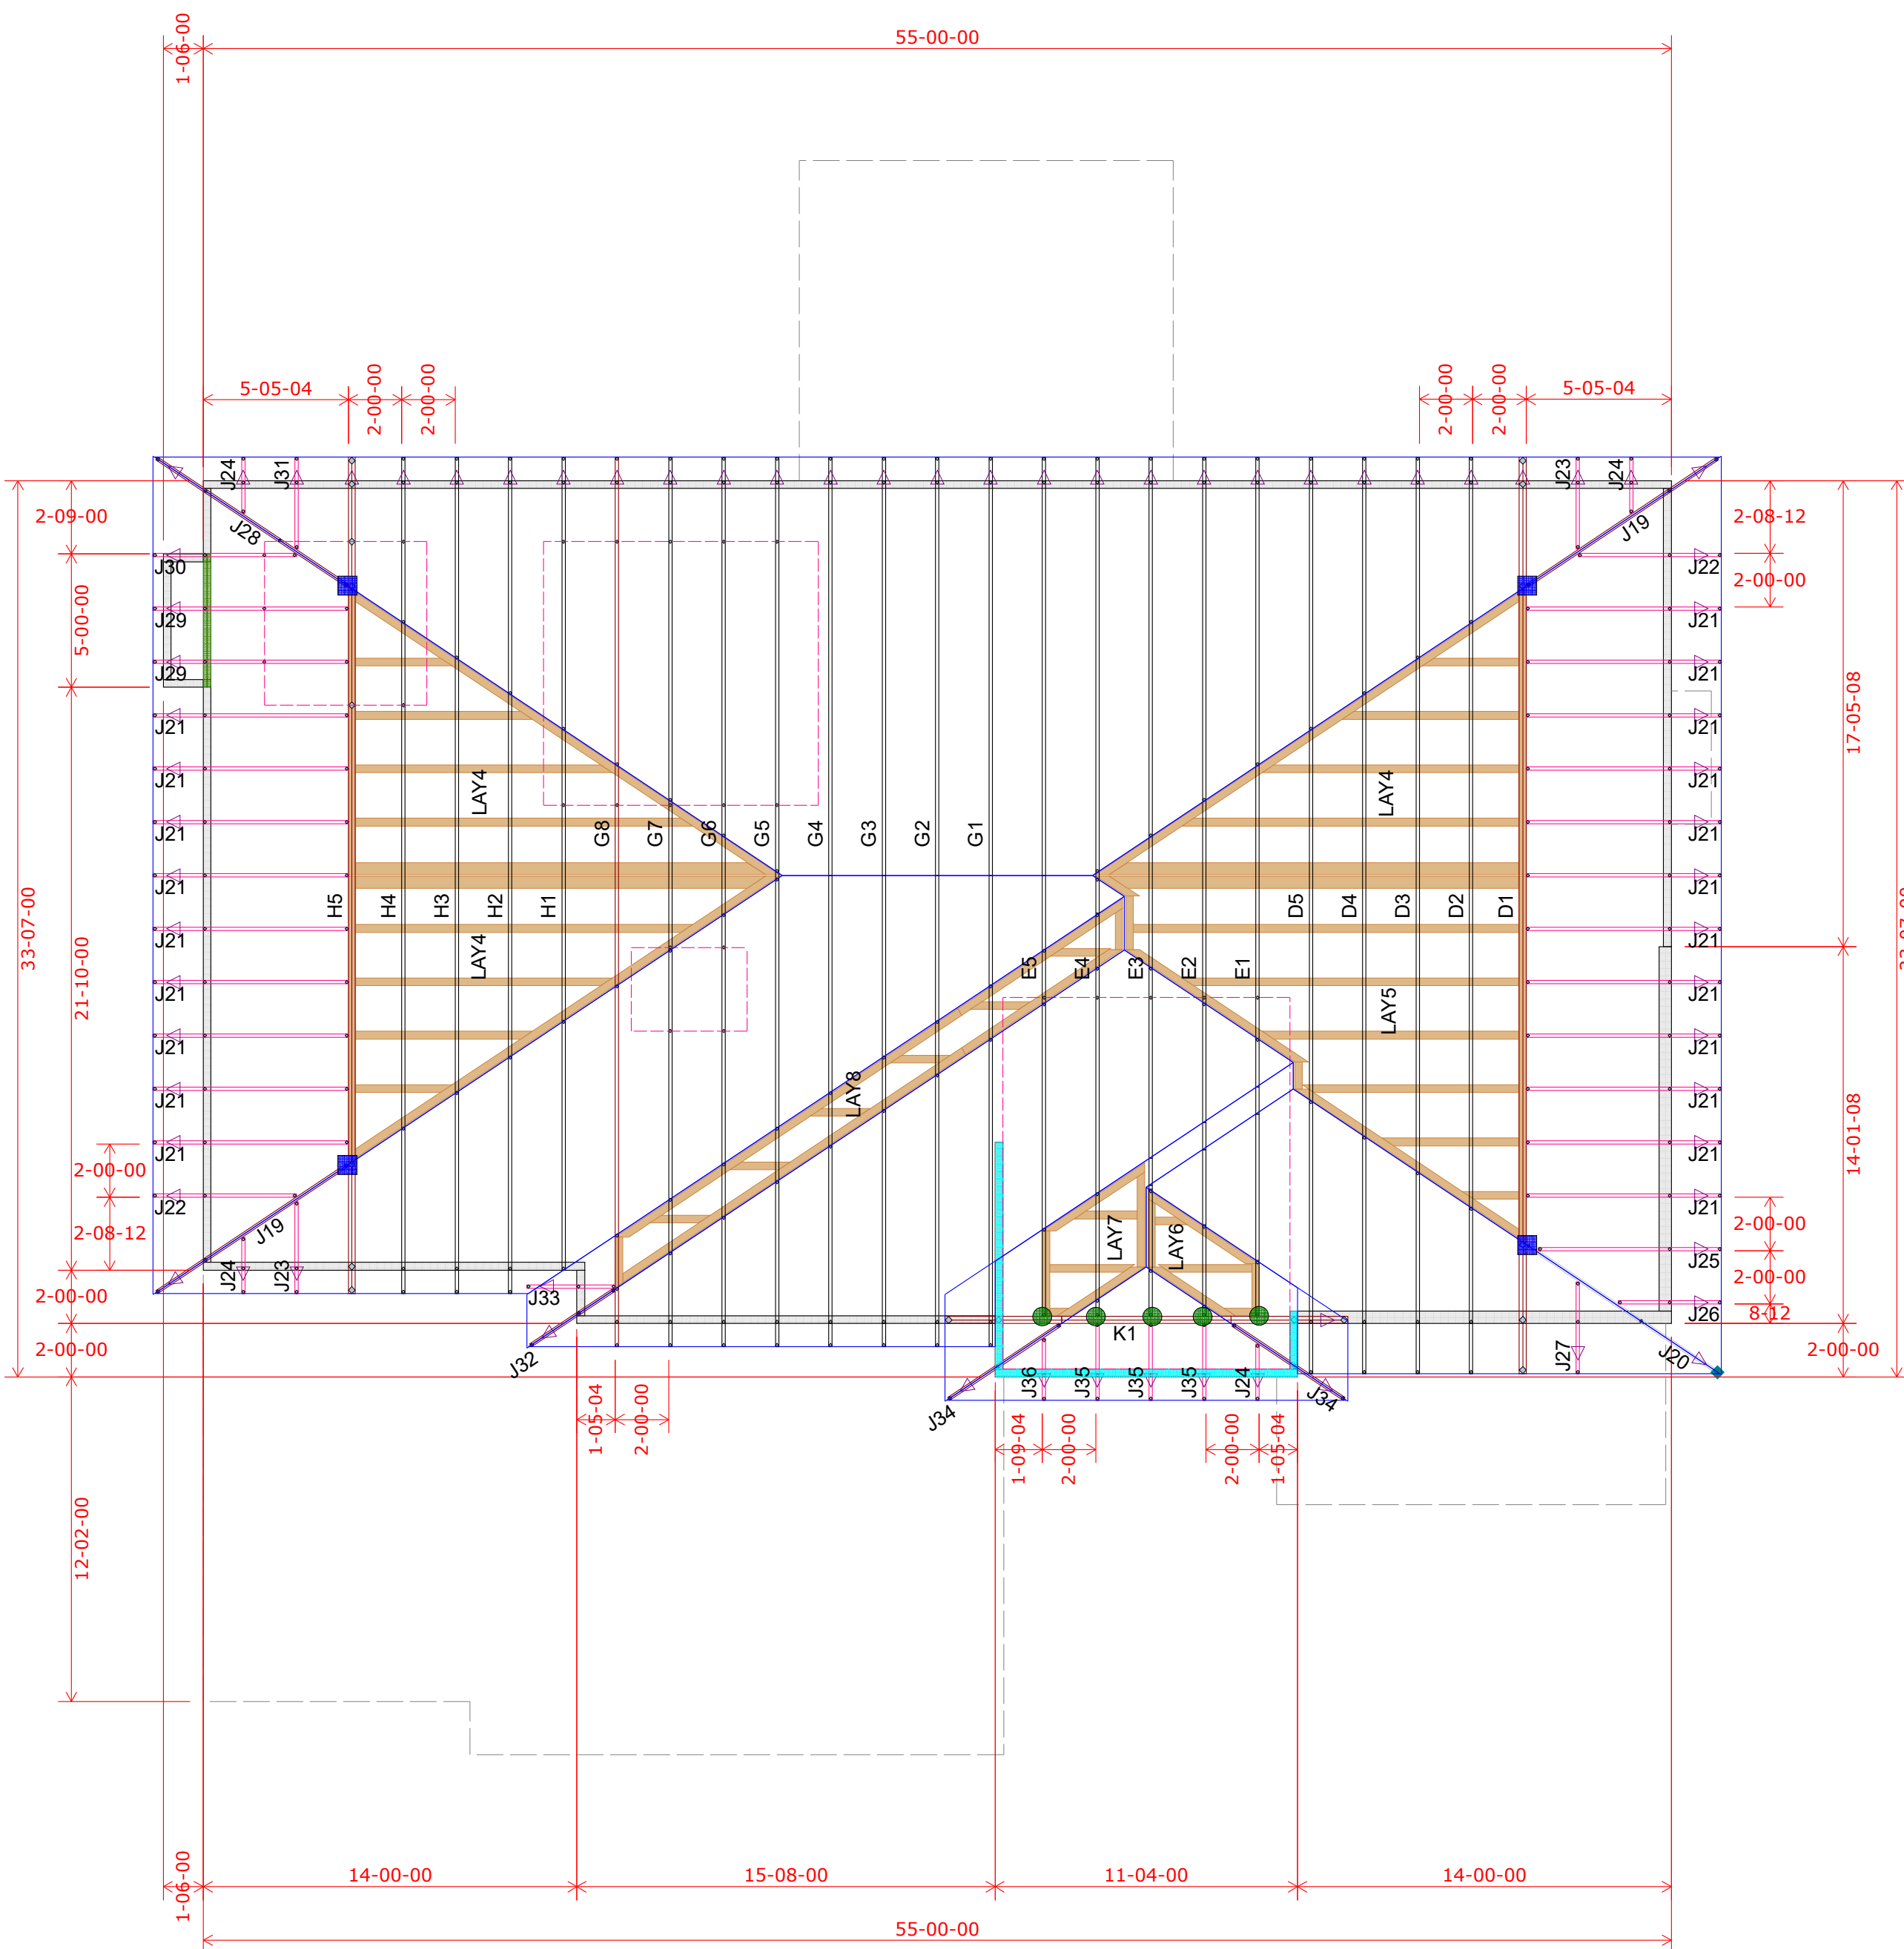 1-06-00
55-00-00
5-05-04
2-00-00
2-00-00
2-00-00
2-00-00
5-05-04
J24
J31
J23
J24
2-09-00
J28
J19
2-08-12
J30
J22
2-00-00
5-00-00
J29
J21
J29
J21
17-05-08
J21
J21
J21
LAY4
LAY4
J21
J21
G8
G7
G6
G5
G4
G3
G2
G1
J21
J21
J21
33-07-00
H5
H4
H3
H2
H1
D5
D4
D3
D2
D1
J21
J21
21-10-00
LAY4
E5
E4
E3
E2
E1
J21
J21
LAY5
J21
J21
LAY8
J21
J21
14-01-08
J21
J21
2-00-00
J22
J21
2-08-12
J19
LAY7
LAY6
2-00-00
J25
J24
J23
2-00-00
2-00-00
J33
J26
8-12
K1
2-00-00
J32
J27
J20
2-00-00
J36
J35
J35
J35
J24
J34
J34
1-05-04
2-00-00
1-09-04
2-00-00
2-00-00
1-05-04
12-02-00
1-06-00
14-00-00
15-08-00
11-04-00
14-00-00
55-00-00